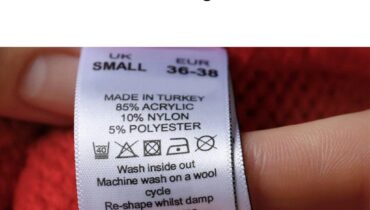 UK EUR
SMALL 36-38
MADE IN TURKEY
85% ACRYLIC
10% NYLON
5% POLYESTER
40
Wash inside out
Machine wash on a wool
cycle
Re-shape whilst damp